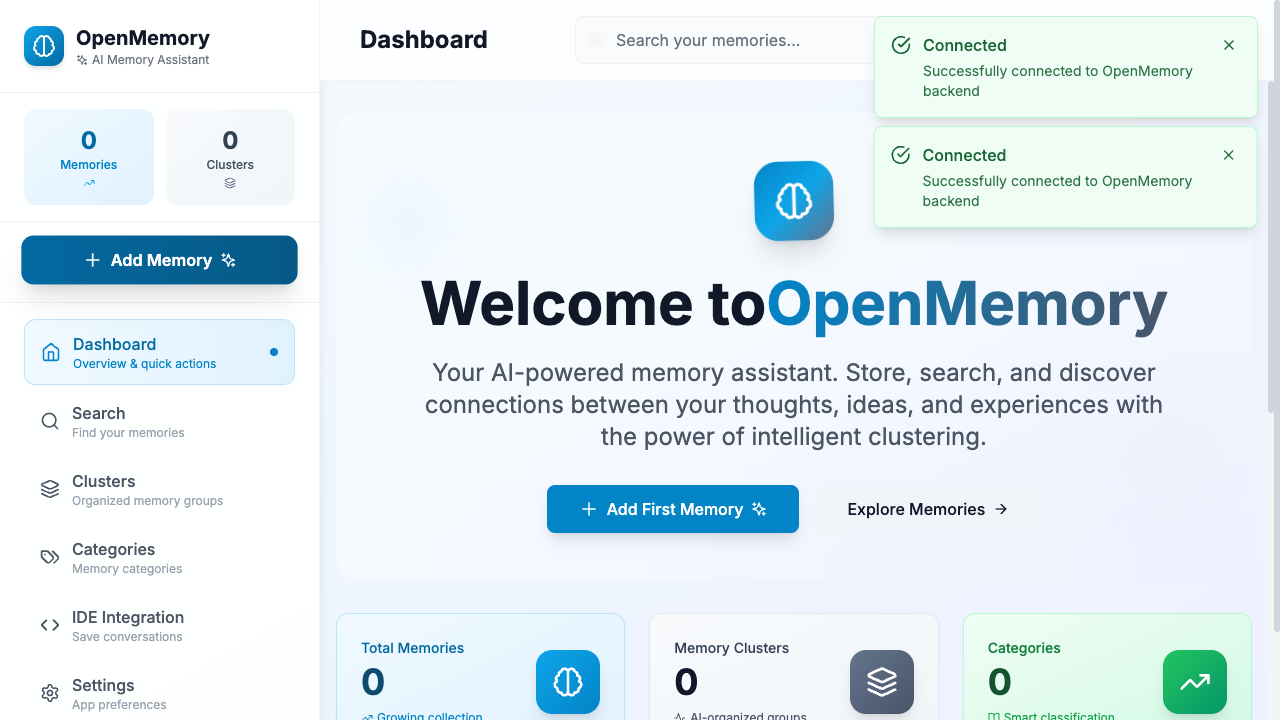 OpenMemory
AI Memory Assistant
0
Memories
0
Clusters
Add Memory
Dashboard
Overview & quick actions
Search
Find your memories
Clusters
Organized memory groups
Categories
Memory categories
IDE Integration
Save conversations
Settings
App preferences
Dashboard
Search your memories...
Connected
Successfully connected to OpenMemory
backend
Connected
Successfully connected to OpenMemory
backend
Welcome toOpenMemory
Your AI-powered memory assistant. Store, search, and discover
connections between your thoughts, ideas, and experiences with
the power of intelligent clustering.
Add First Memory
Explore Memories
Total Memories
0
Growing collection
Memory Clusters
0
AI-organized groups
Categories
0
Smart classification